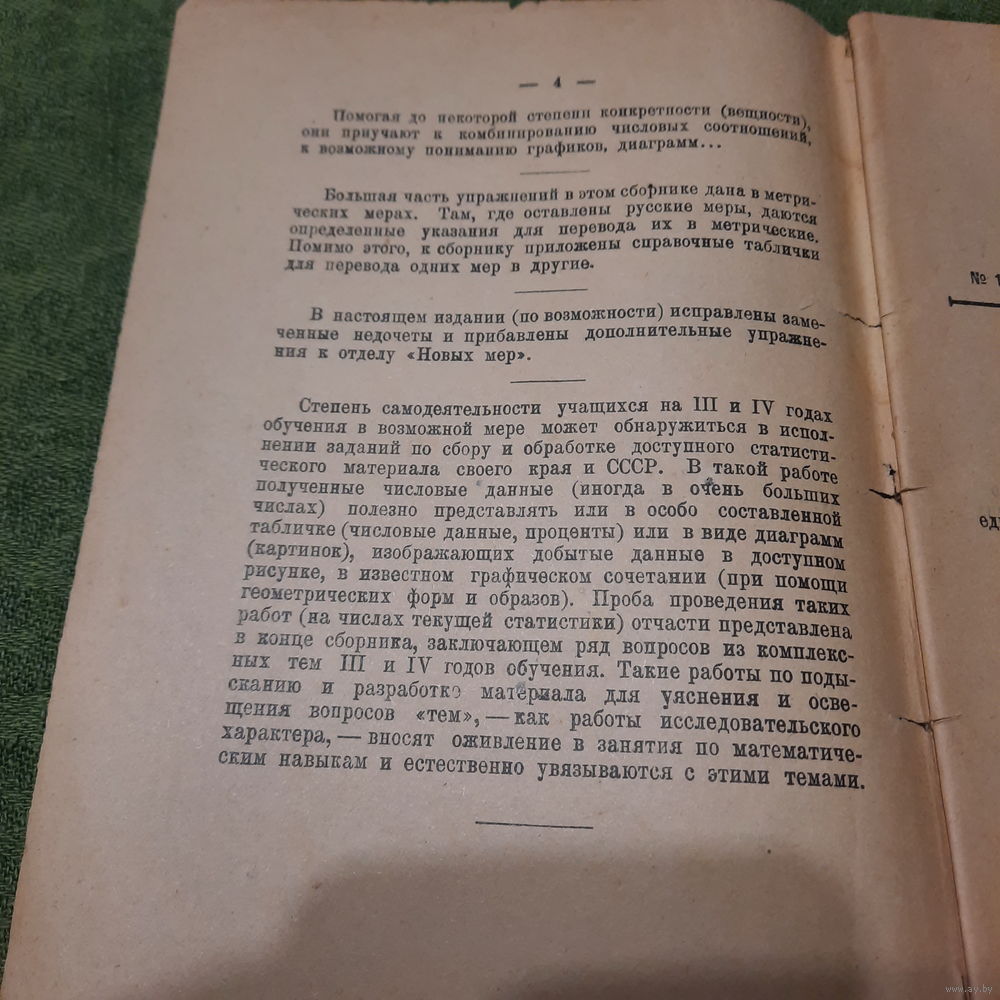 — 4 —
Помогая до некоторой степени конкретности (вещности),
они приучают к комбинированию числовых соотношений,
к возможному пониманию графиков, диаграмм...
Большая часть упражнений в этом сборнике дана в метри-
ческих мерах. Там, где оставлены русские меры, даются
определенные указания для перевода их в метрические.
Помимо этого, к сборнику приложены справочные таблички
для перевода одних мер в другие.
В настоящем издании (по возможности) исправлены заме-
ченные недочеты и прибавлены дополнительные упражне-
ния к отделу «Новых мер».
Степень самодеятельности учащихся на III и IV годах
обучения в возможной мере может обнаружиться в испол-
нении заданий по сбору и обработке доступного статисти-
ческого материала своего края и СССР. В такой работе
полученные числовые данные (иногда в очень больших
числах) полезно представлять или в особо составленной
табличке (числовые данные, проценты) или в виде диаграмм
(картинок), изображающих добытые данные в доступном
рисунке, в известном графическом сочетании (при помощи
геометрических форм и образов). Проба проведения таких
работ (на числах текущей статистики) отчасти представлена
в конце сборника, заключающем ряд вопросов из комплекс-
ных тем III и IV годов обучения. Такие работы по поды-
сканию и разработке материала для уяснения и осве-
щения вопросов «тем», — как работы исследовательского
характера, — вносят оживление в занятия по математиче-
ским навыкам и естественно увязываются с этими темами.
№ 1
ед
www.ay.by